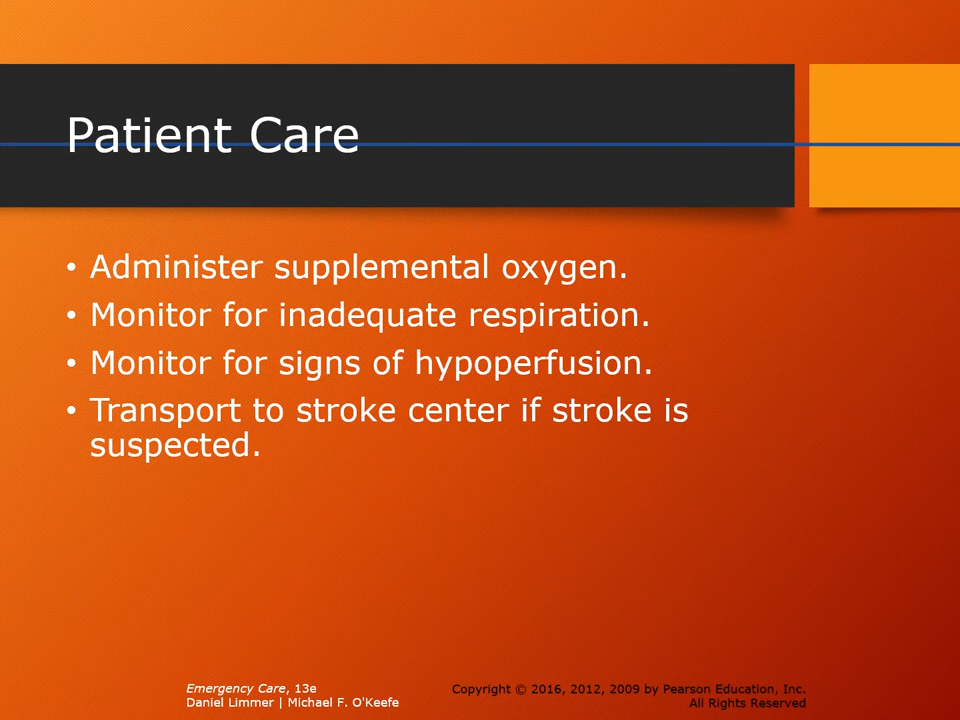 Patient Care
• Administer supplemental oxygen.
• Monitor for inadequate respiration.
• Monitor for signs of hypoperfusion.
• Transport to stroke center if stroke is
suspected.
Emergency Care, 13e
Daniel Limmer | Michael F. O'Keefe
Copyright © 2016, 2012, 2009 by Pearson Education, Inc.
All Rights Reserved